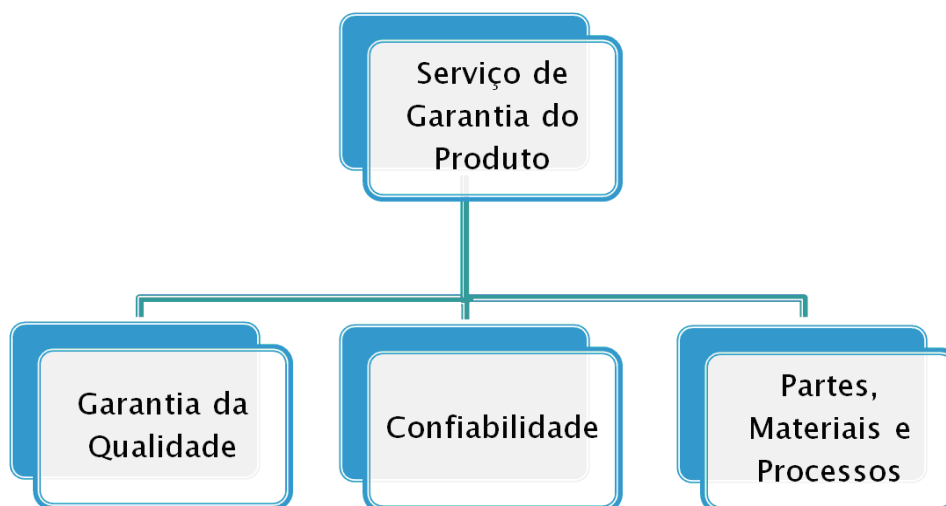 Serviço de
Garantia do
Produto
Garantia da
Qualidade
Confiabilidade
Partes,
Materiais e
Processos